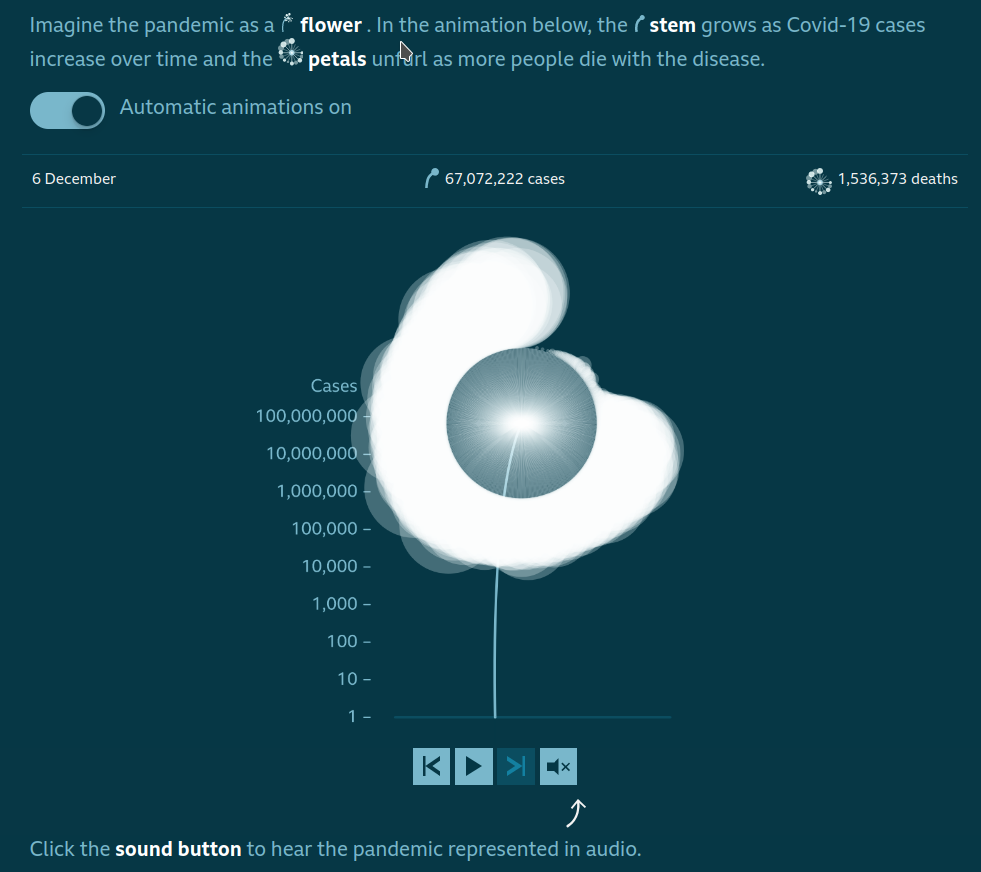 Imagine the pandemic as a flower . In the animation below, the stem grows as Covid-19 cases
increase over time and the petals unfurl as more people die with the disease.
Automatic animations on
6 December 67,072,222 cases 1,536,373 deaths
Cases
100,000,000
10,000,000
1,000,000
100,000
10,000
1,000
100
10
1
Click the sound button to hear the pandemic represented in audio.